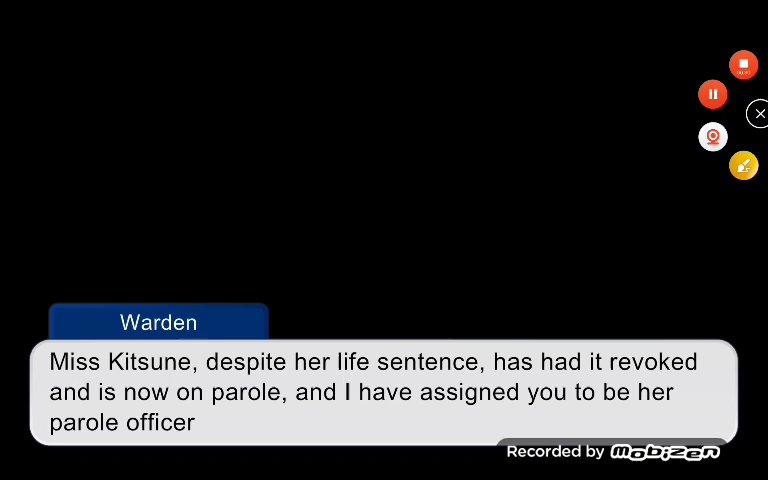 Warden
Miss Kitsune, despite her life sentence, has had it revoked
and is now on parole, and I have assigned you to be her
parole officer
Recorded by mobizen